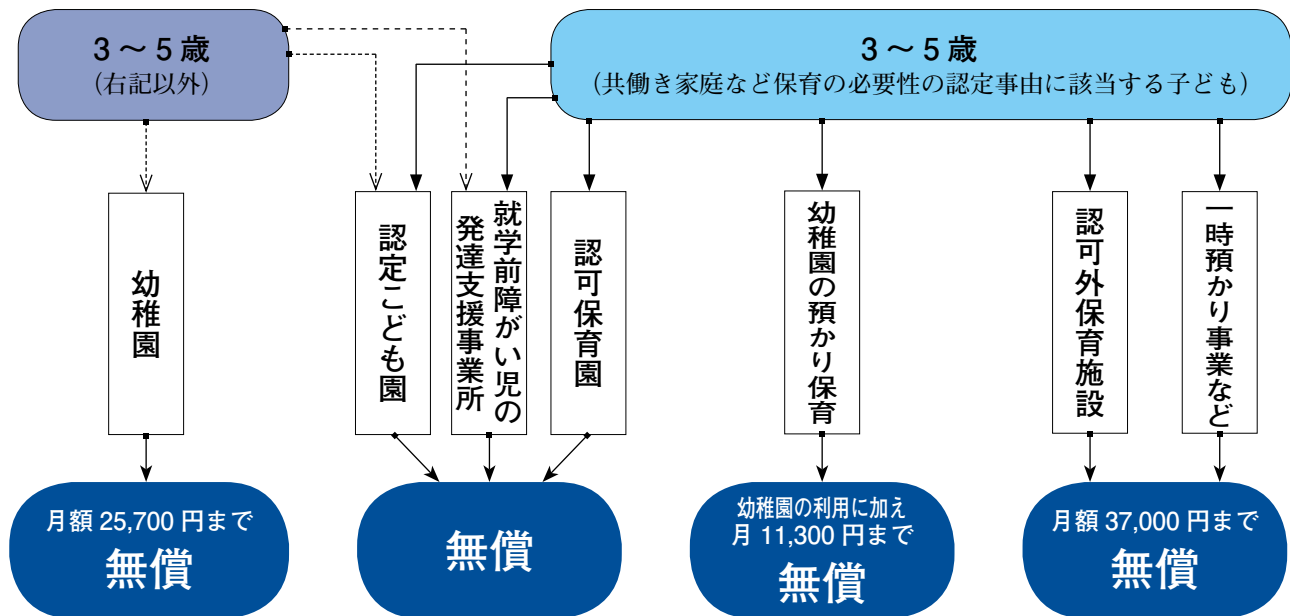 3～5歳
（右記以外）
3～5歳
（共働き家庭など保育の必要性の認定事由に該当する子ども）
幼稚園
認定こども園
就学前障がい児の
発達支援事業所
認可保育園
幼稚園の預かり保育
認可外保育施設
一時預かり事業など
月額 25,700 円まで
無償
無償
幼稚園の利用に加え
月 11,300 円まで
無償
月額 37,000 円まで
無償